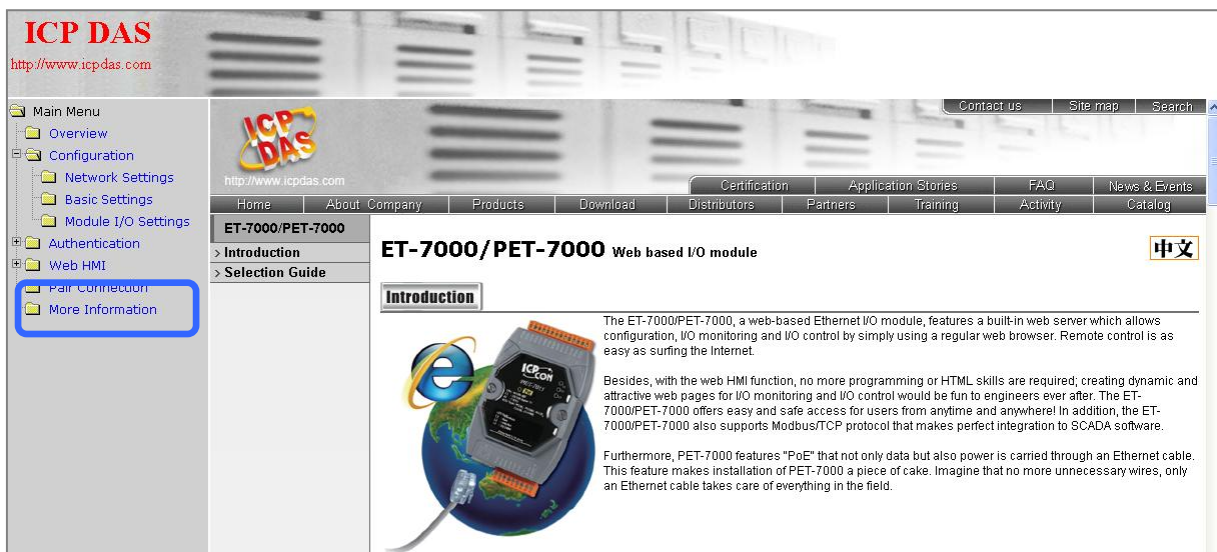 ICP DAS
http://www.icpdas.com
Main Menu
Overview
Configuration
Network Settings
Basic Settings
Module I/O Settings
Authentication
Web HMI
Pair Connection
More Information
Contact us
Site map
Search
ICP
DAS
http://www.icpdas.com
Certification
Application Stories
FAQ
News & Events
Home
About Company
Products
Download
Distributors
Partners
Training
Activity
Catalog
ET-7000/PET-7000
> Introduction
> Selection Guide
ET-7000/PET-7000 Web based I/O module
中文
Introduction
The ET-7000/PET-7000, a web-based Ethernet I/O module, features a built-in web server which allows
configuration, I/O monitoring and I/O control by simply using a regular web browser. Remote control is as
easy as surfing the Internet.
Besides, with the web HMI function, no more programming or HTML skills are required; creating dynamic and
attractive web pages for I/O monitoring and I/O control would be fun to engineers ever after. The ET-
7000/PET-7000 offers easy and safe access for users from anytime and anywhere! In addition, the ET-
7000/PET-7000 also supports Modbus/TCP protocol that makes perfect integration to SCADA software.
Furthermore, PET-7000 features "PoE" that not only data but also power is carried through an Ethernet cable.
This feature makes installation of PET-7000 a piece of cake. Imagine that no more unnecessary wires, only
an Ethernet cable takes care of everything in the field.
ICP CON